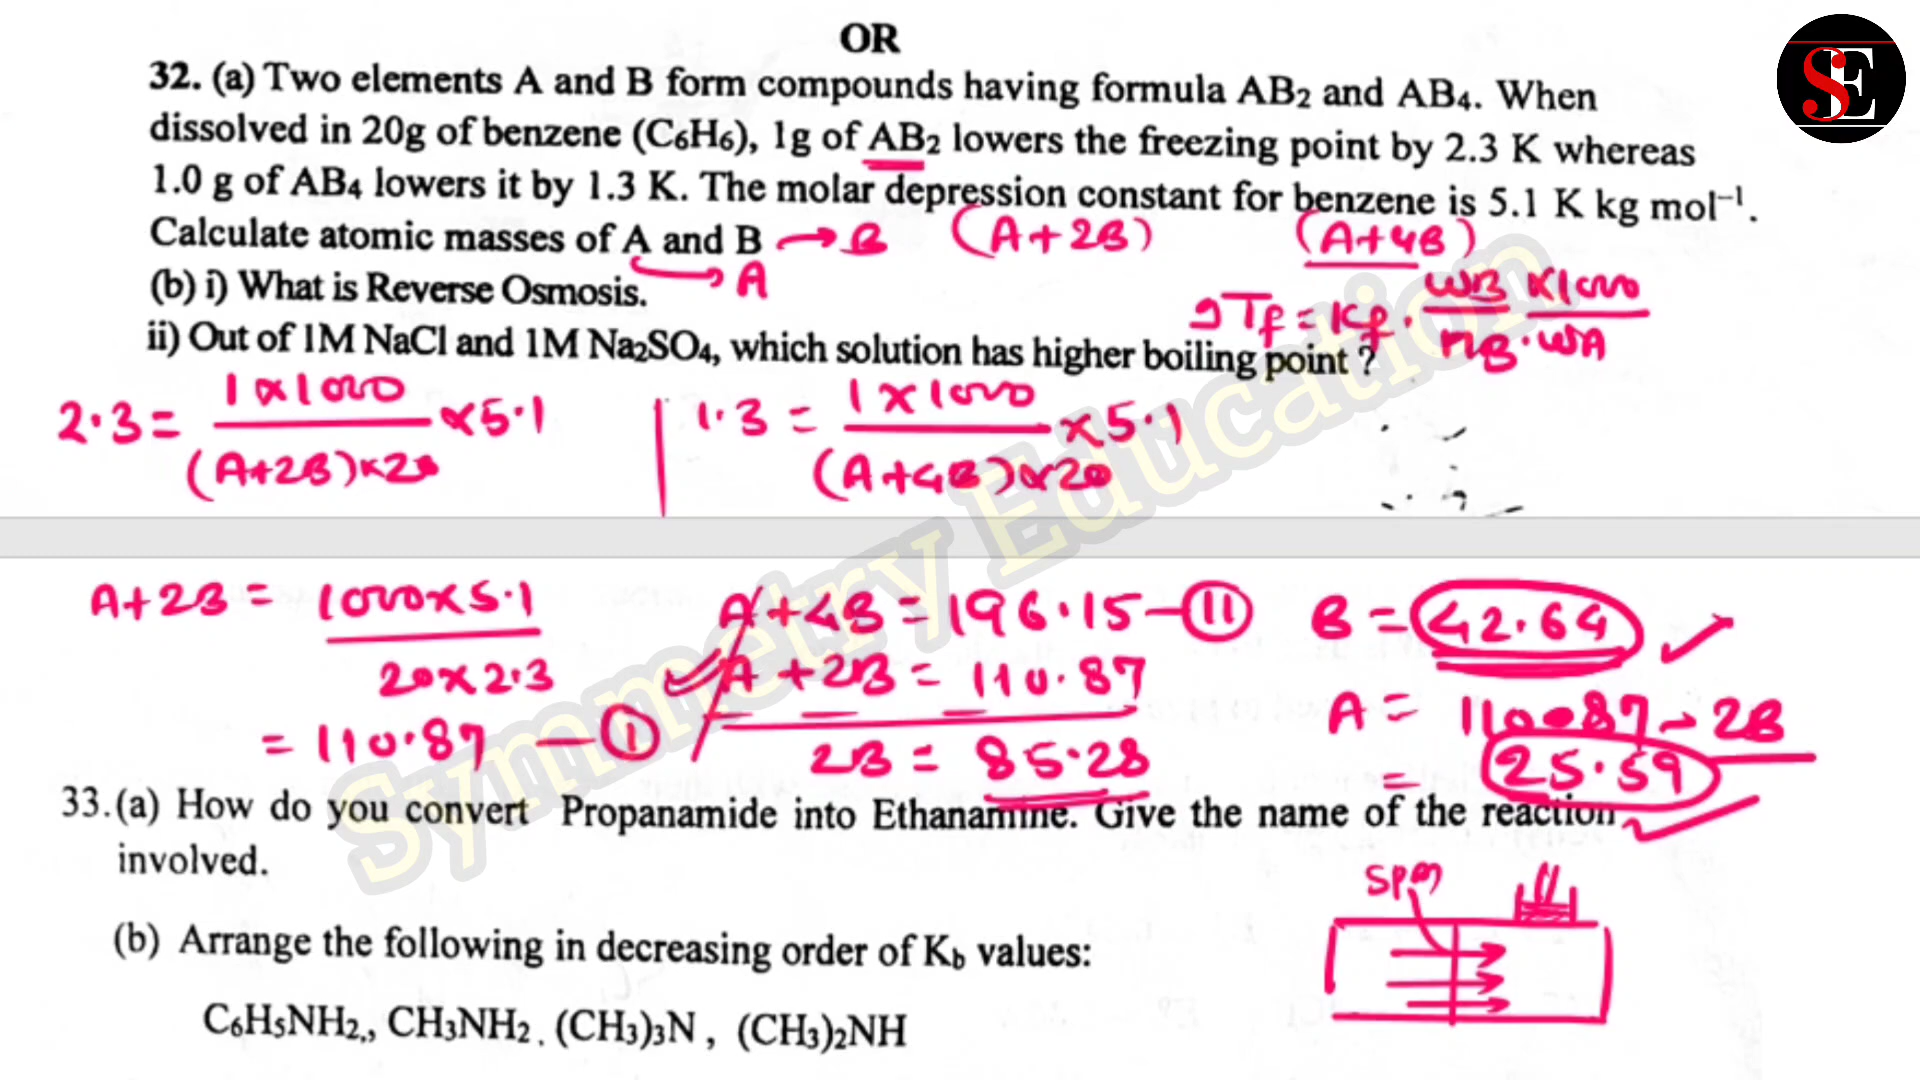 OR
SE
32. (a) Two elements A and B form compounds having formula AB₂ and AB₄. When
dissolved in 20g of benzene (C₆H₆), 1g of AB₂ lowers the freezing point by 2.3 K whereas
1.0 g of AB₄ lowers it by 1.3 K. The molar depression constant for benzene is 5.1 K kg mol⁻¹.
Calculate atomic masses of A and B → B (A+2B) (A+4B)
→ A
(b) i) What is Reverse Osmosis.
Tf = Kf · WB × 1000 / MB · WA
ii) Out of 1M NaCl and 1M Na₂SO₄, which solution has higher boiling point ?
2.3 = 1 × 1000 / (A+2B) × 20 × 5.1
1.3 = 1 × 1000 / (A+4B) × 20 × 5.1
Symmetry Education
A+2B = 1000 × 5.1 / 20 × 2.3
= 110.87 — ①
A + 4B = 196.15 — ⑪
A + 2B = 110.87
2B = 85.28
B = 42.64
A = 110.87 - 2B
= 25.59
33. (a) How do you convert Propanamide into Ethanamine. Give the name of the reaction
involved.
SPM
(b) Arrange the following in decreasing order of Kb values:
C₆H₅NH₂,, CH₃NH₂ , (CH₃)₃N , (CH₃)₂NH